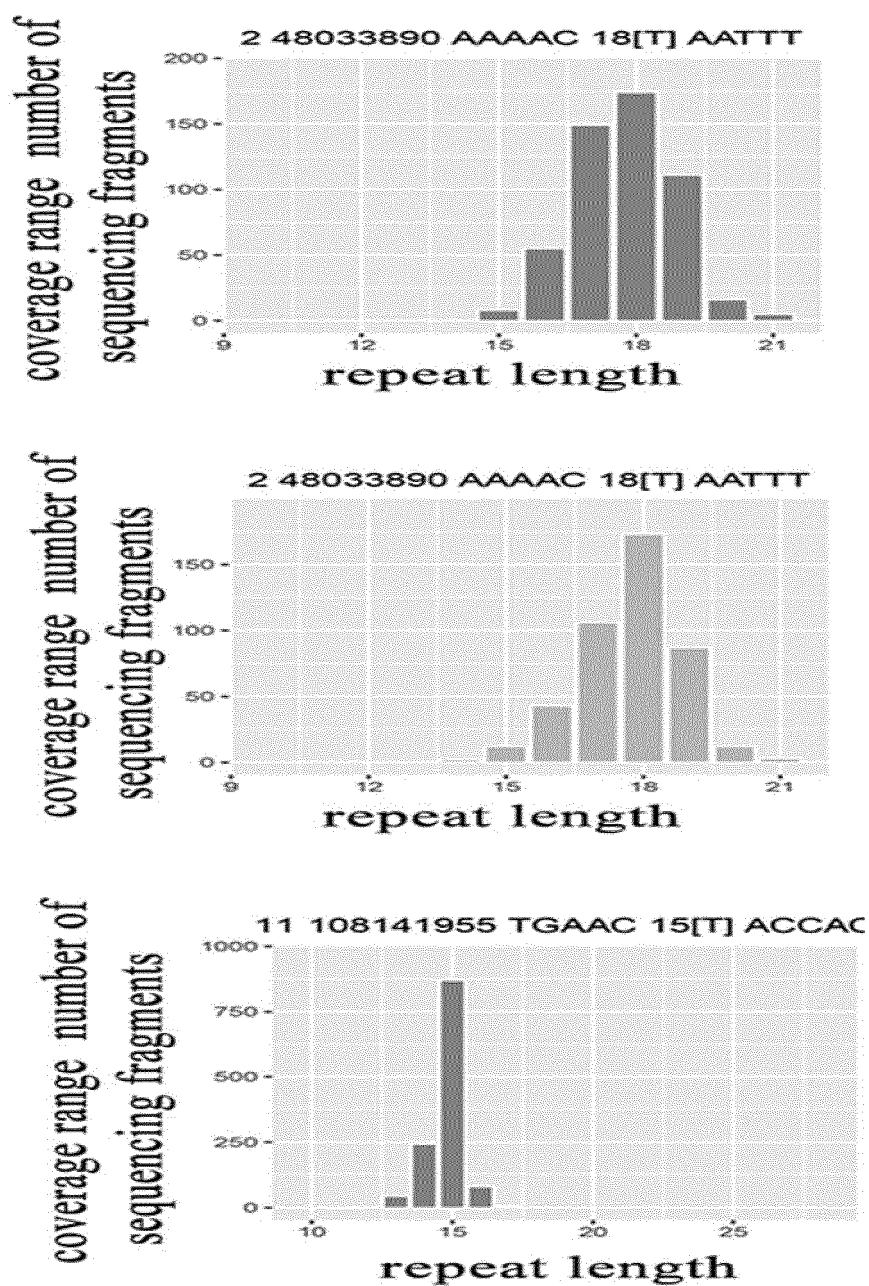 2 48033890 AAAAC 18[T] AATTT
coverage range number of
sequencing fragments
200
150
100
50
0
9 12 15 18 21
repeat length
2 48033890 AAAAC 18[T] AATTT
coverage range number of
sequencing fragments
150
100
50
0
9 12 15 18 21
repeat length
11 108141955 TGAAC 15[T] ACCAC
coverage range number of
sequencing fragments
1000
750
500
250
0
10 15 20 25
repeat length